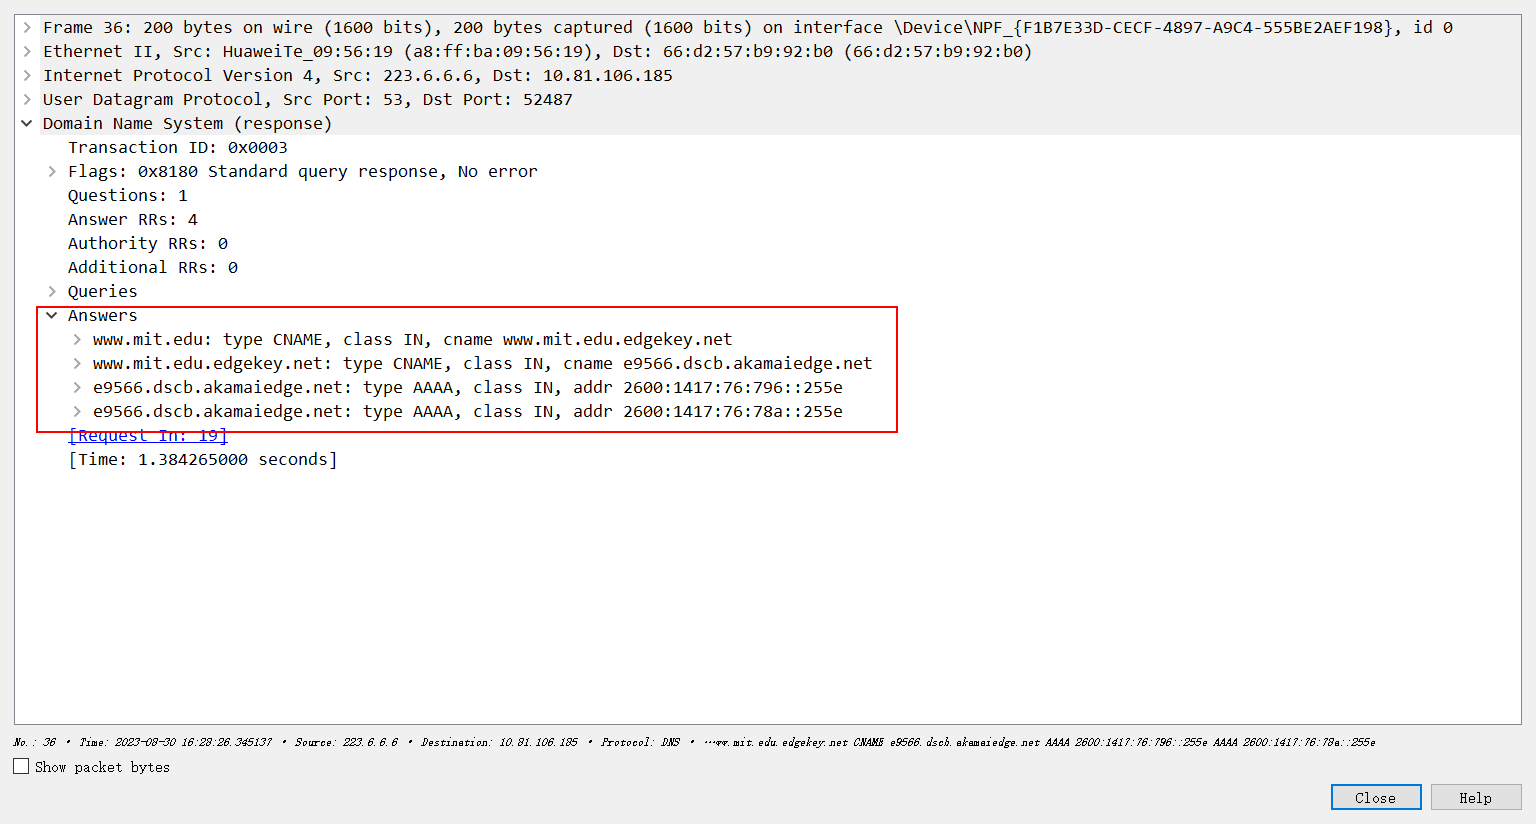 Frame 36: 200 bytes on wire (1600 bits), 200 bytes captured (1600 bits) on interface \Device\NPF_{F1B7E33D-CECF-4897-A9C4-555BE2AEF198}, id 0
Ethernet II, Src: HuaweiTe_09:56:19 (a8:ff:ba:09:56:19), Dst: 66:d2:57:b9:92:b0 (66:d2:57:b9:92:b0)
Internet Protocol Version 4, Src: 223.6.6.6, Dst: 10.81.106.185
User Datagram Protocol, Src Port: 53, Dst Port: 52487
Domain Name System (response)
Transaction ID: 0x0003
Flags: 0x8180 Standard query response, No error
Questions: 1
Answer RRs: 4
Authority RRs: 0
Additional RRs: 0
Queries
Answers
www.mit.edu: type CNAME, class IN, cname www.mit.edu.edgekey.net
www.mit.edu.edgekey.net: type CNAME, class IN, cname e9566.dscb.akamaiedge.net
e9566.dscb.akamaiedge.net: type AAAA, class IN, addr 2600:1417:76:796::255e
e9566.dscb.akamaiedge.net: type AAAA, class IN, addr 2600:1417:76:78a::255e
[Request In: 19]
[Time: 1.384265000 seconds]
No.: 36 · Time: 2023-08-30 16:28:26.345137 · Source: 223.6.6.6 · Destination: 10.81.106.185 · Protocol: DNS · …ww.mit.edu.edgekey.net CNAME e9566.dscb.akamaiedge.net AAAA 2600:1417:76:796::255e AAAA 2600:1417:76:78a::255e
Show packet bytes
Close
Help